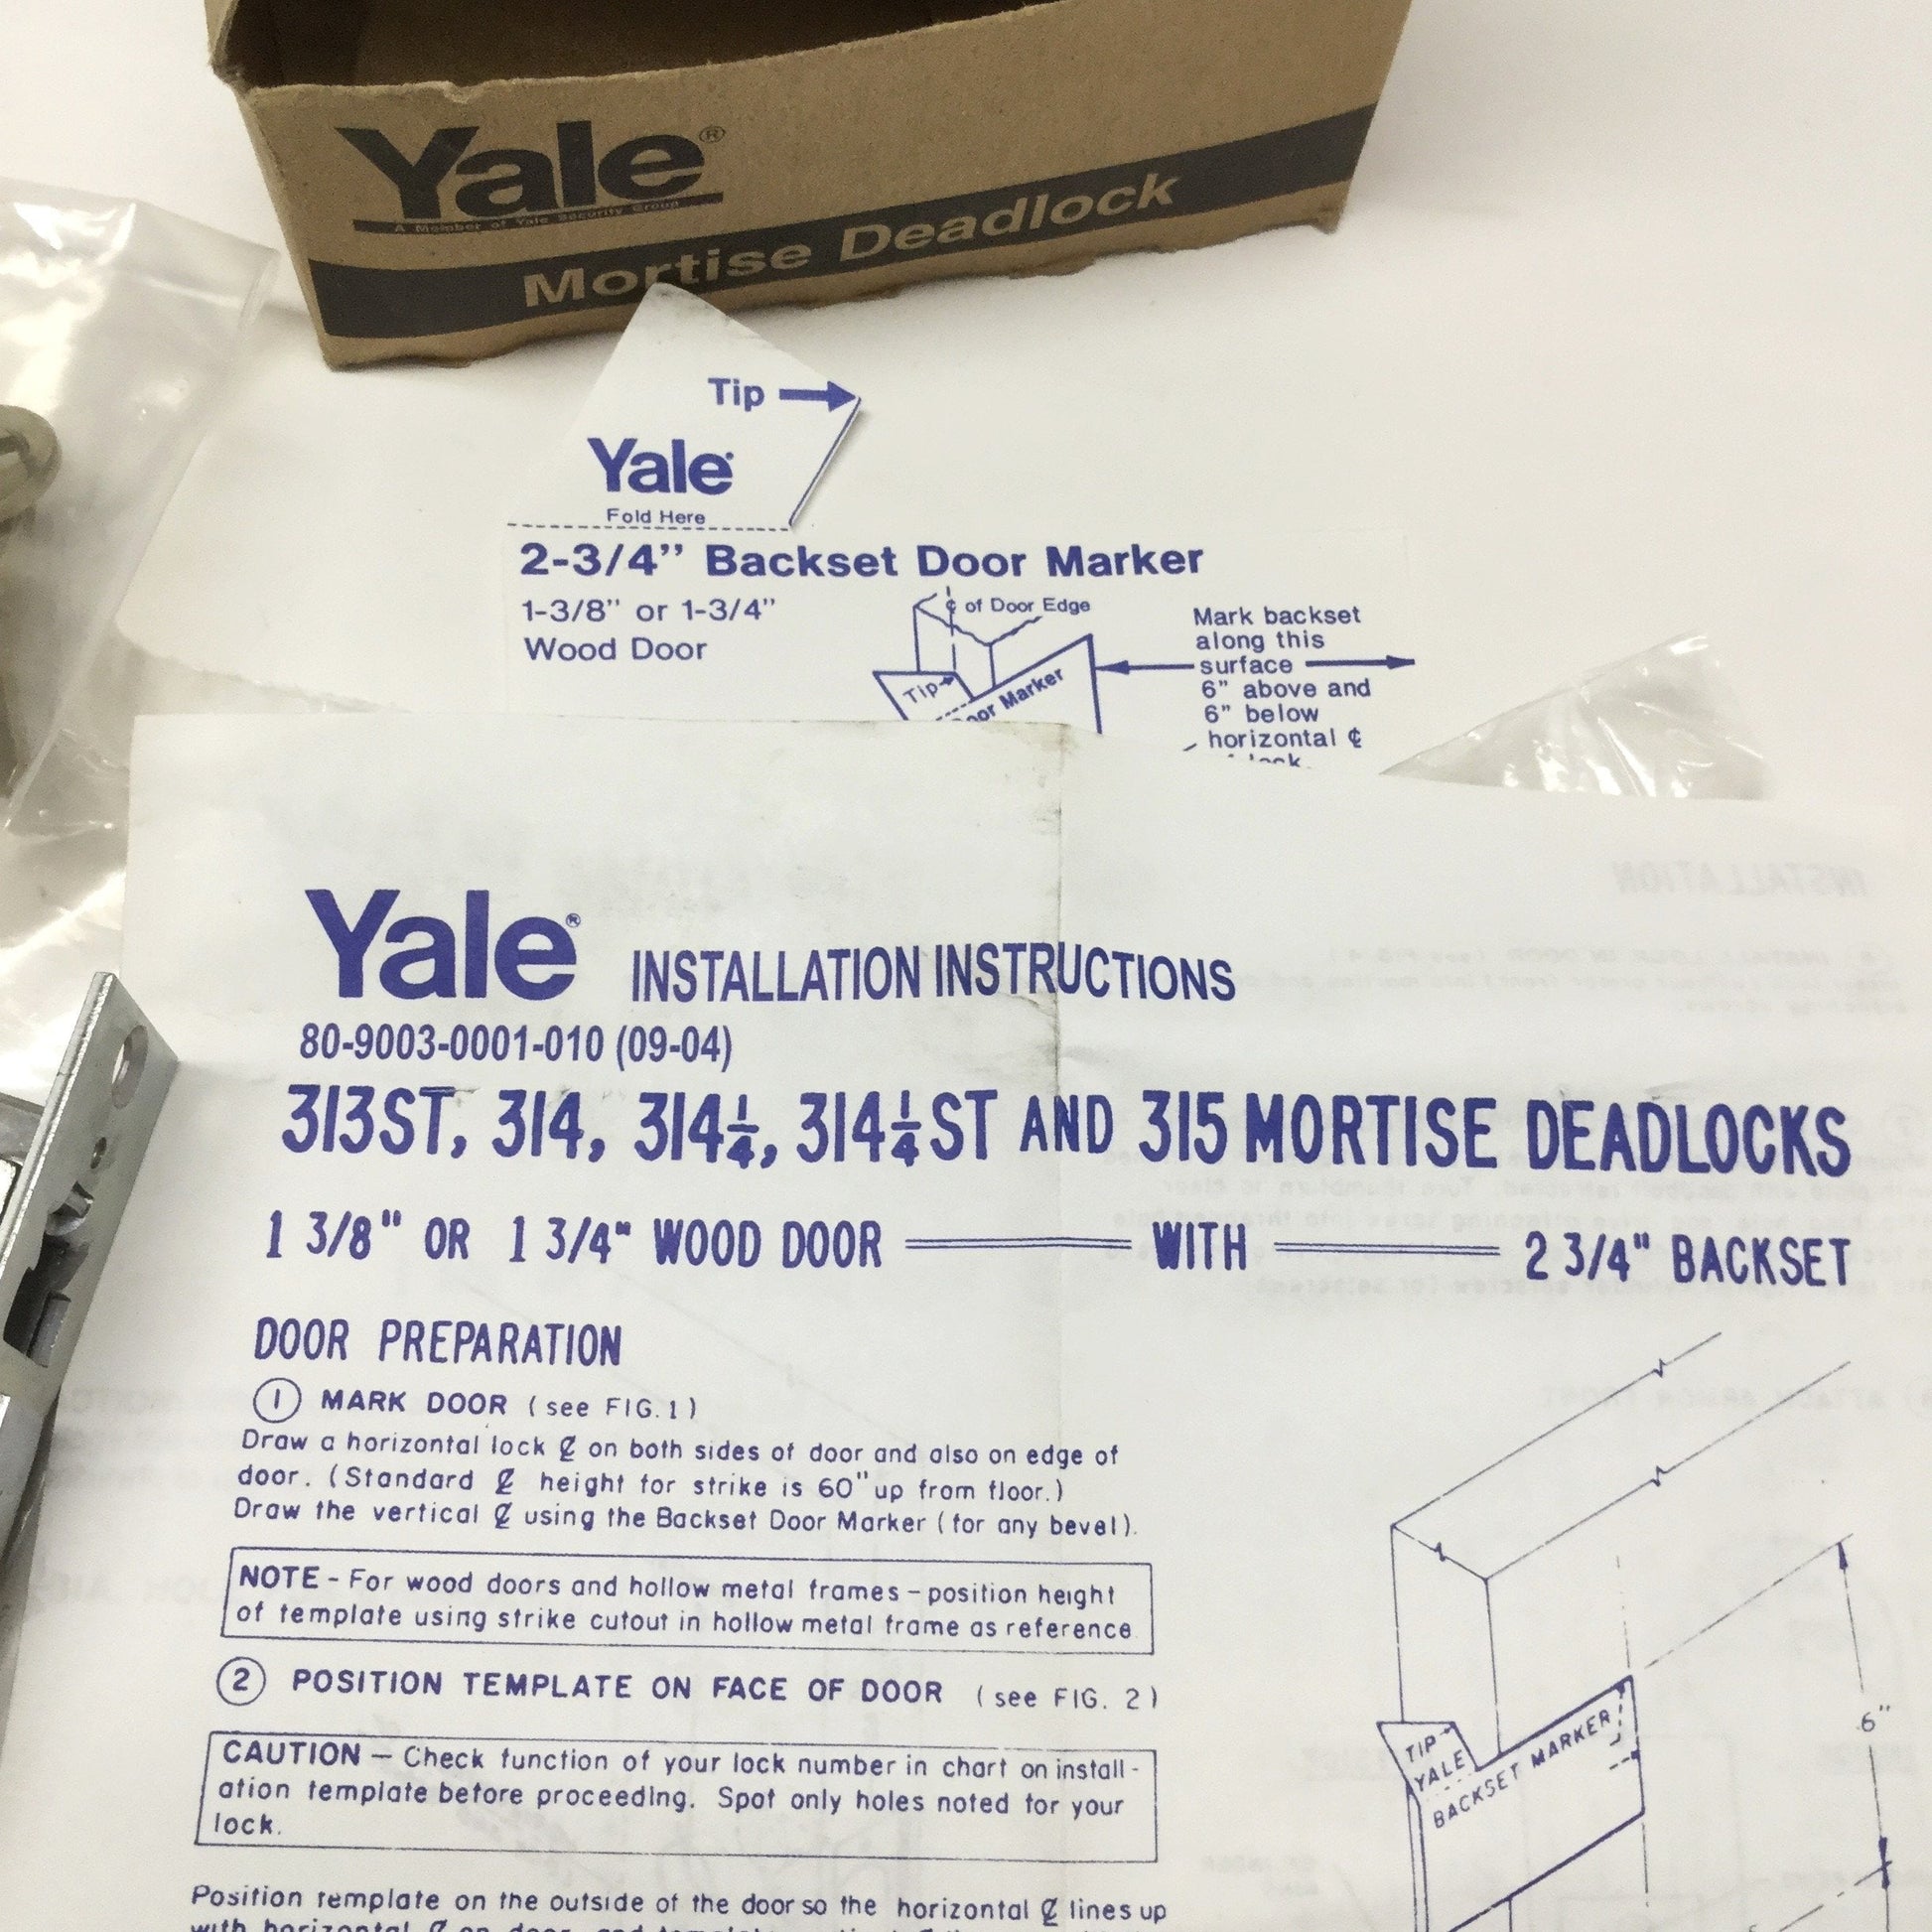 Yale®
A Member of Yale Security Group
Mortise Deadlock
Tip
Yale
Fold Here
2-3/4" Backset Door Marker
1-3/8" or 1-3/4"
Wood Door
℄ of Door Edge
Tip
Door Marker
Mark backset
along this
surface
6" above and
6" below
horizontal ℄
Yale® INSTALLATION INSTRUCTIONS
80-9003-0001-010 (09-04)
313ST, 314, 314¼, 314¼ST AND 315 MORTISE DEADLOCKS
1 3/8" OR 1 3/4" WOOD DOOR WITH 2 3/4" BACKSET
DOOR PREPARATION
① MARK DOOR (see FIG.1)
Draw a horizontal lock ℄ on both sides of door and also on edge of
door. (Standard ℄ height for strike is 60" up from floor.)
Draw the vertical ℄ using the Backset Door Marker (for any bevel).
NOTE - For wood doors and hollow metal frames - position height
of template using strike cutout in hollow metal frame as reference.
② POSITION TEMPLATE ON FACE OF DOOR (see FIG. 2)
CAUTION — Check function of your lock number in chart on install-
ation template before proceeding. Spot only holes noted for your
lock.
Position template on the outside of the door so the horizontal ℄ lines up
TIP
YALE
BACKSET MARKER
6"